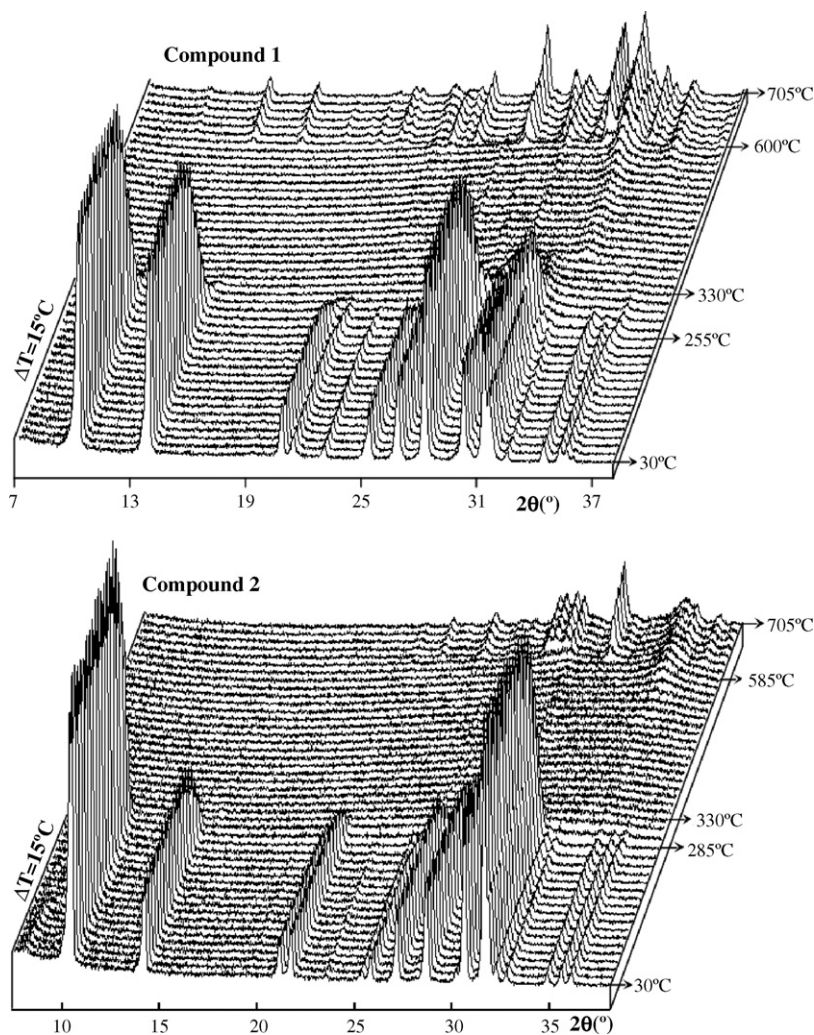 Compound 1
705ºC
600ºC
330ºC
255ºC
30ºC
ΔT=15ºC
7 13 19 25 31 37
2θ(º)
Compound 2
705ºC
585ºC
330ºC
285ºC
30ºC
ΔT=15ºC
10 15 20 25 30 35
2θ(º)